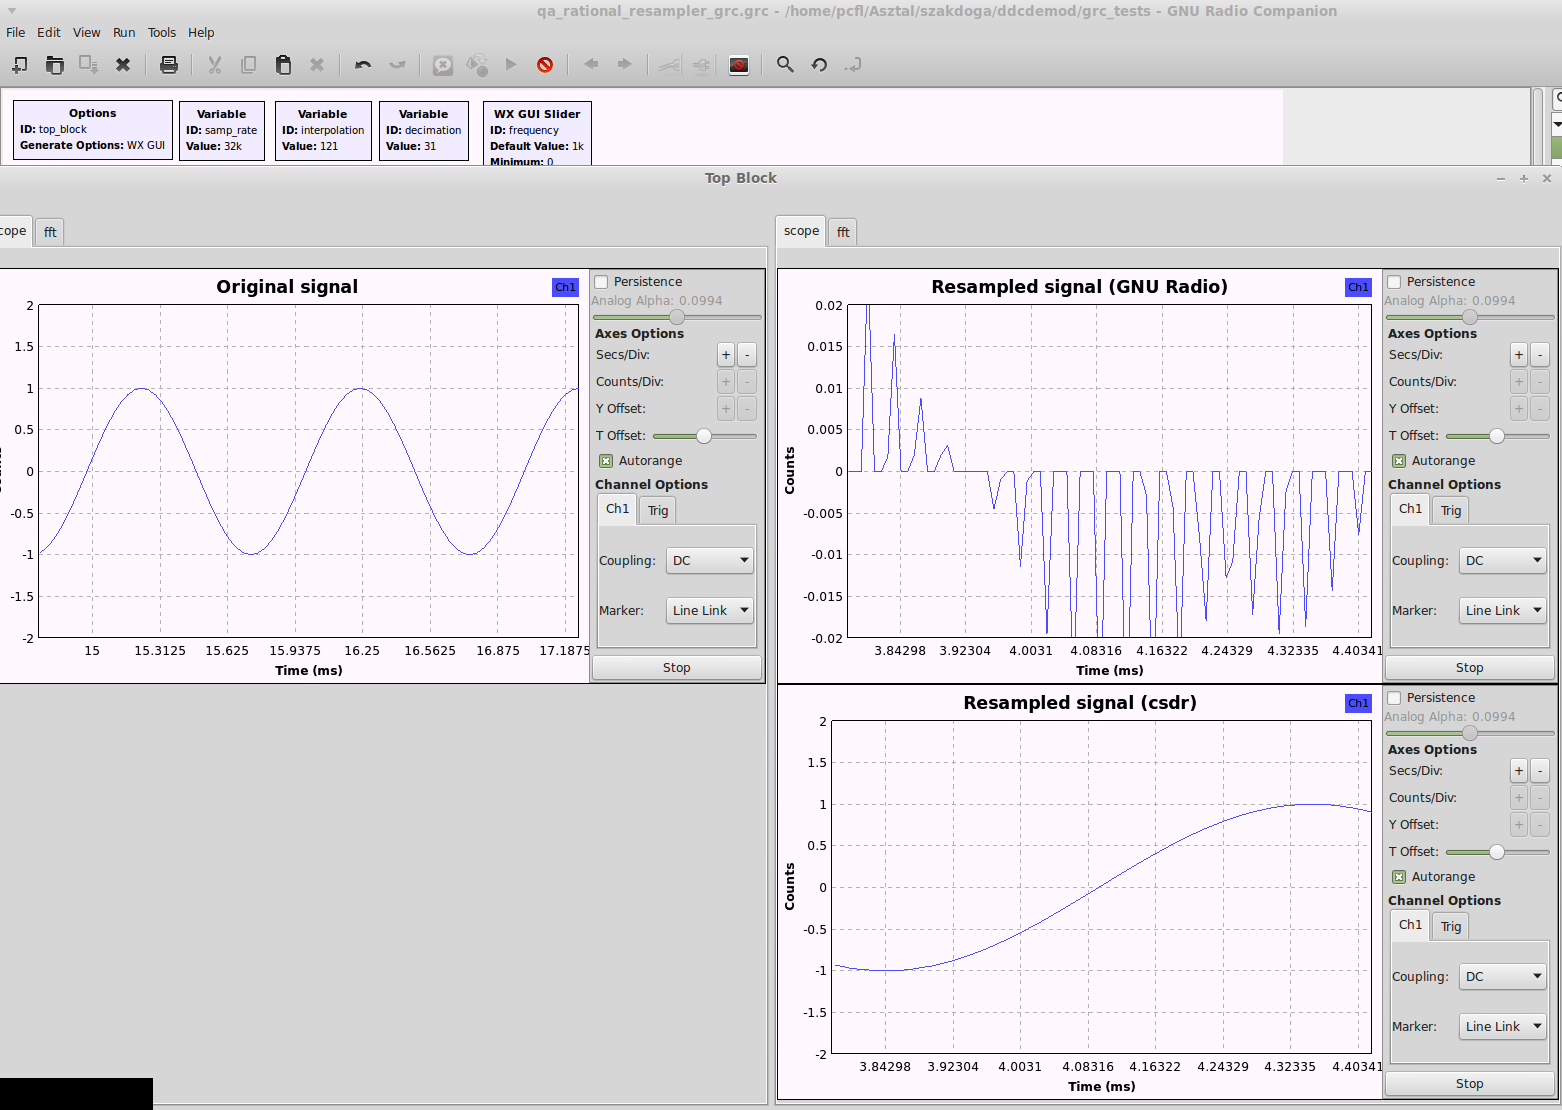 qa_rational_resampler_grc.grc - /home/pcfl/Asztal/szakdoga/ddcdemod/grc_tests - GNU Radio Companion
File Edit View Run Tools Help
Options
ID: top_block
Generate Options: WX GUI
Variable
ID: samp_rate
Value: 32k
Variable
ID: interpolation
Value: 121
Variable
ID: decimation
Value: 31
WX GUI Slider
ID: frequency
Default Value: 1k
Minimum: 0
Top Block
cope fft
Original signal
Ch1
2
1.5
1
0.5
0
-0.5
-1
-1.5
-2
15 15.3125 15.625 15.9375 16.25 16.5625 16.875 17.1875
Time (ms)
Persistence
Analog Alpha: 0.0994
Axes Options
Secs/Div: + -
Counts/Div: + -
Y Offset: + -
T Offset:
Autorange
Channel Options
Ch1 Trig
Coupling: DC
Marker: Line Link
Stop
scope fft
Resampled signal (GNU Radio)
Ch1
Counts
0.02
0.015
0.01
0.005
0
-0.005
-0.01
-0.015
-0.02
3.84298 3.92304 4.0031 4.08316 4.16322 4.24329 4.32335 4.40341
Time (ms)
Persistence
Analog Alpha: 0.0994
Axes Options
Secs/Div: + -
Counts/Div: + -
Y Offset: + -
T Offset:
Autorange
Channel Options
Ch1 Trig
Coupling: DC
Marker: Line Link
Stop
Resampled signal (csdr)
Ch1
Counts
2
1.5
1
0.5
0
-0.5
-1
-1.5
-2
3.84298 3.92304 4.0031 4.08316 4.16322 4.24329 4.32335 4.40341
Time (ms)
Persistence
Analog Alpha: 0.0994
Axes Options
Secs/Div: + -
Counts/Div: + -
Y Offset: + -
T Offset:
Autorange
Channel Options
Ch1 Trig
Coupling: DC
Marker: Line Link
Stop